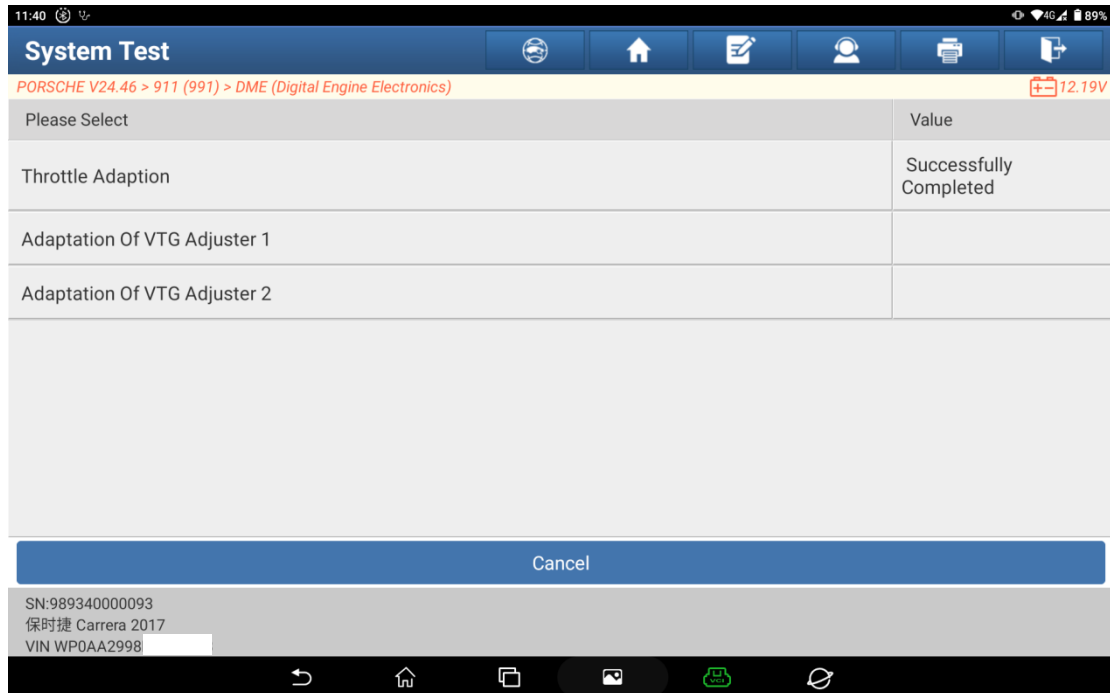 11:40 4G 89%
System Test
PORSCHE V24.46 > 911 (991) > DME (Digital Engine Electronics) 12.19V
Please Select Value
Throttle Adaption Successfully
Completed
Adaptation Of VTG Adjuster 1
Adaptation Of VTG Adjuster 2
Cancel
SN:989340000093
保时捷 Carrera 2017
VIN WP0AA2998
VCI